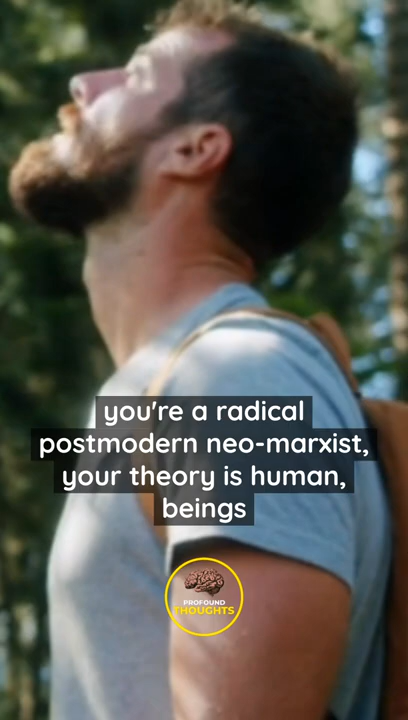 you're a radical
postmodern neo-marxist,
your theory is human,
beings
PROFOUND
THOUGHTS